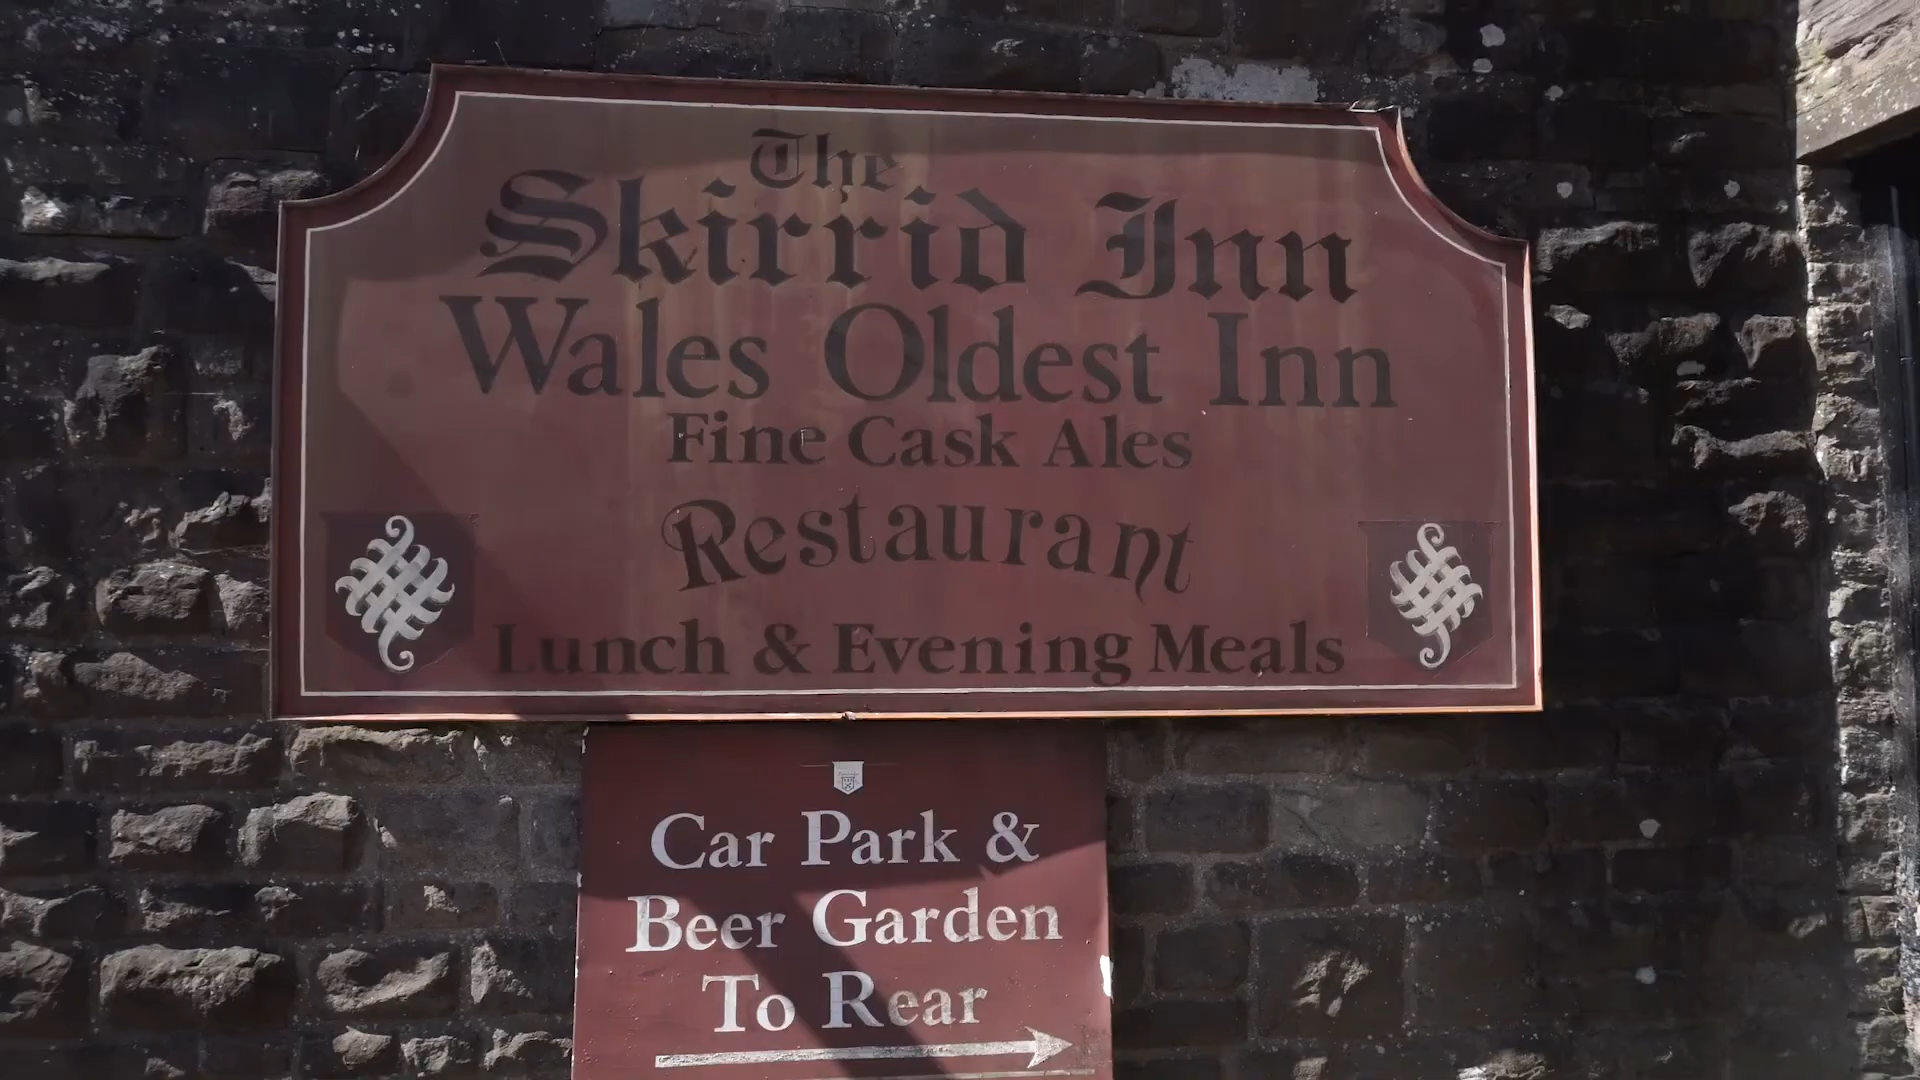 The
Skirrid Inn
Wales Oldest Inn
Fine Cask Ales
Restaurant
Lunch & Evening Meals
Car Park &
Beer Garden
To Rear